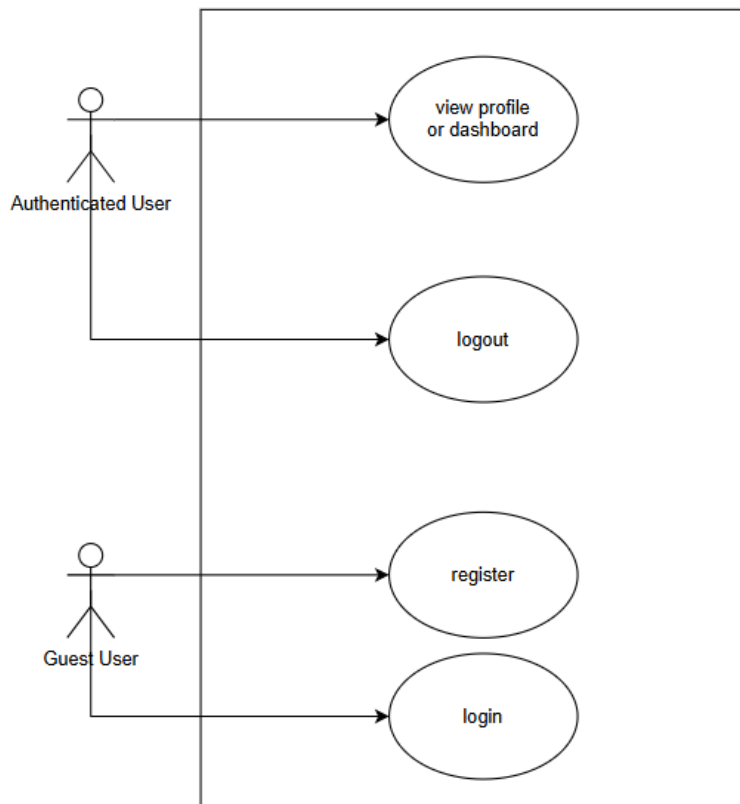 view profile
or dashboard
Authenticated User
logout
register
Guest User
login